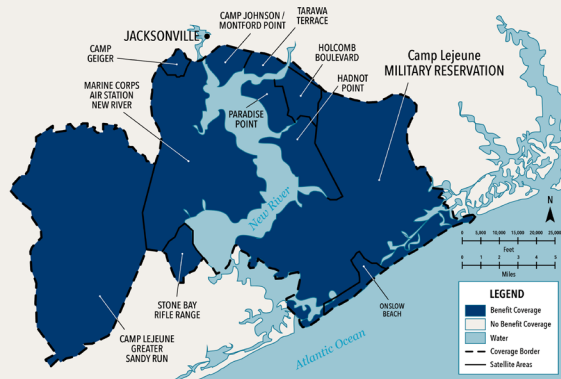 JACKSONVILLE
CAMP JOHNSON /
MONTFORD POINT
TARAWA
TERRACE
CAMP
GEIGER
HOLCOMB
BOULEVARD
Camp Lejeune
MILITARY RESERVATION
MARINE CORPS
AIR STATION
NEW RIVER
HADNOT
POINT
PARADISE
POINT
New River
N
0 5,000 10,000 15,000 20,000 25,000
Feet
0 1 2 3 4 5
Miles
STONE BAY
RIFLE RANGE
ONSLOW
BEACH
CAMP LEJEUNE
GREATER
SANDY RUN
Atlantic Ocean
LEGEND
Benefit Coverage
No Benefit Coverage
Water
Coverage Border
Satellite Areas